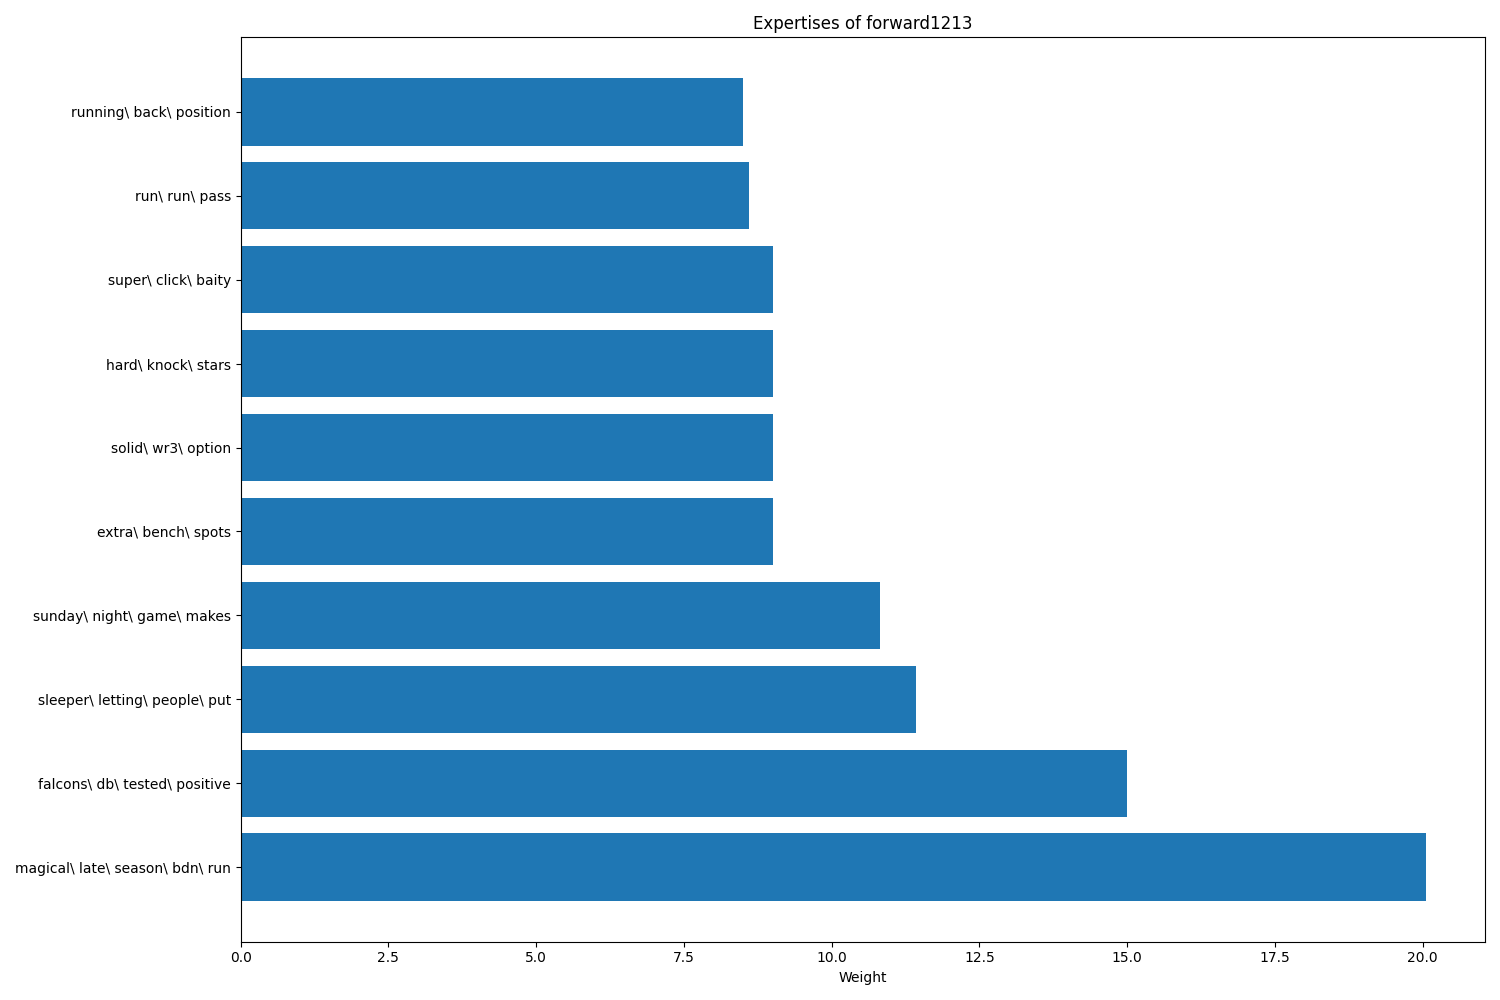 Expertises of forward1213
running\ back\ position
run\ run\ pass
super\ click\ baity
hard\ knock\ stars
solid\ wr3\ option
extra\ bench\ spots
sunday\ night\ game\ makes
sleeper\ letting\ people\ put
falcons\ db\ tested\ positive
magical\ late\ season\ bdn\ run
0.0 2.5 5.0 7.5 10.0 12.5 15.0 17.5 20.0
Weight